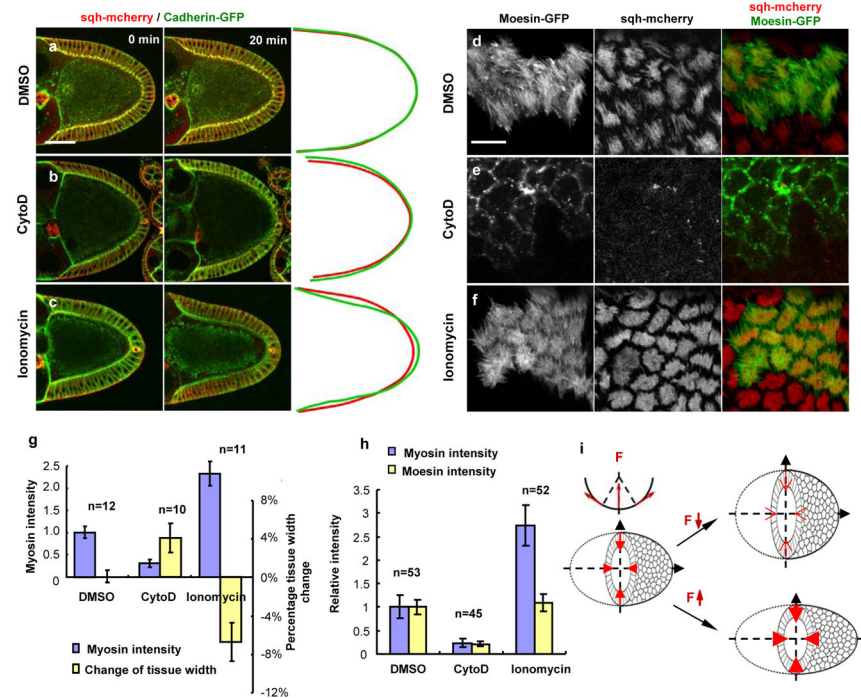 sqh-mcherry / Cadherin-GFP
a
0 min
20 min
DMSO
b
CytoD
c
Ionomycin
Moesin-GFP
sqh-mcherry
sqh-mcherry
Moesin-GFP
d
DMSO
e
CytoD
f
Ionomycin
g
n=12
n=10
n=11
2.5
2
1.5
1
0.5
0
Myosin intensity
8%
4%
0%
-4%
-8%
-12%
Percentage tissue width
change
DMSO
CytoD
Ionomycin
Myosin intensity
Change of tissue width
h
Myosin intensity
Moesin intensity
n=53
n=45
n=52
3.5
3
2.5
2
1.5
1
0.5
0
Relative intensity
DMSO
CytoD
Ionomycin
i
F
F
F